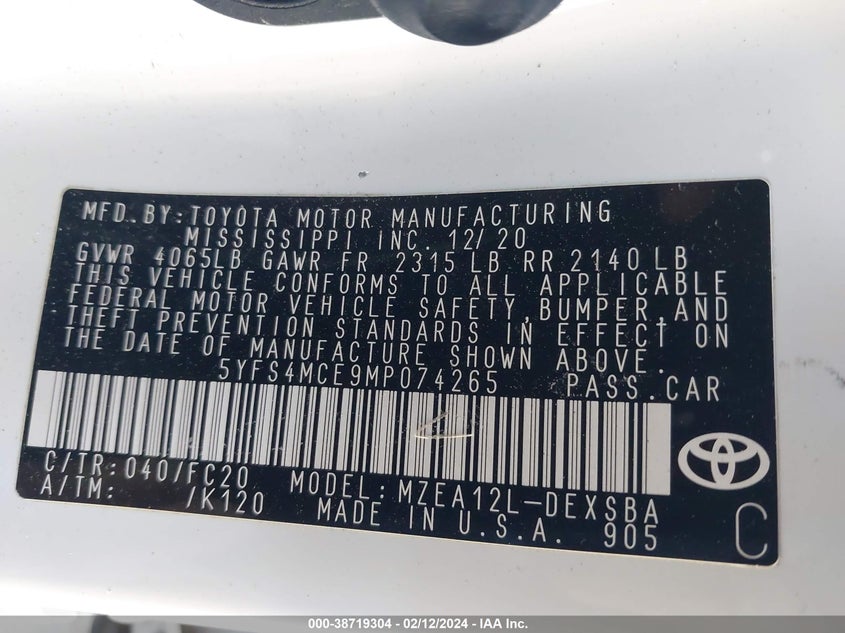 MFD. BY: TOYOTA MOTOR MANUFACTURING
MISSISSIPPI INC. 12/20
GVWR 4065LB GAWR FR 2315 LB RR 2140 LB
THIS VEHICLE CONFORMS TO ALL APPLICABLE
FEDERAL MOTOR VEHICLE SAFETY, BUMPER, AND
THEFT PREVENTION STANDARDS IN EFFECT ON
THE DATE OF MANUFACTURE SHOWN ABOVE.
5YFS4MCE9MP074265 PASS. CAR
C/TR: 040/FC20 MODEL: MZEA12L-DEXSBA
A/TM: /K120 MADE IN U.S.A. 905
C
000-38719304 - 02/12/2024 - IAA Inc.